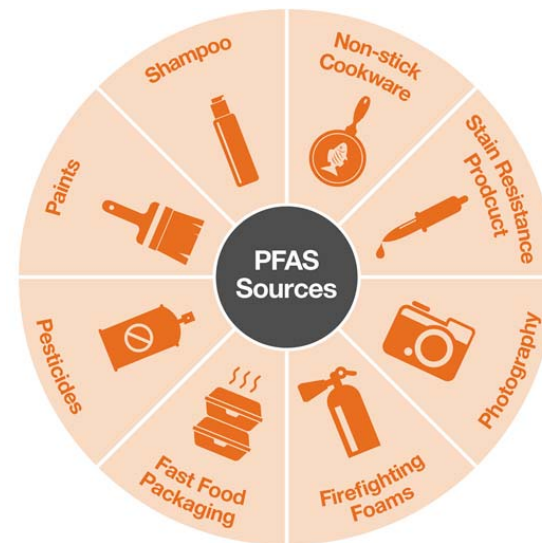 PFAS
Sources
Non-stick
Cookware
Stain Resistance
Prodcuct
Photography
Firefighting
Foams
Fast Food
Packaging
Pesticides
Paints
Shampoo